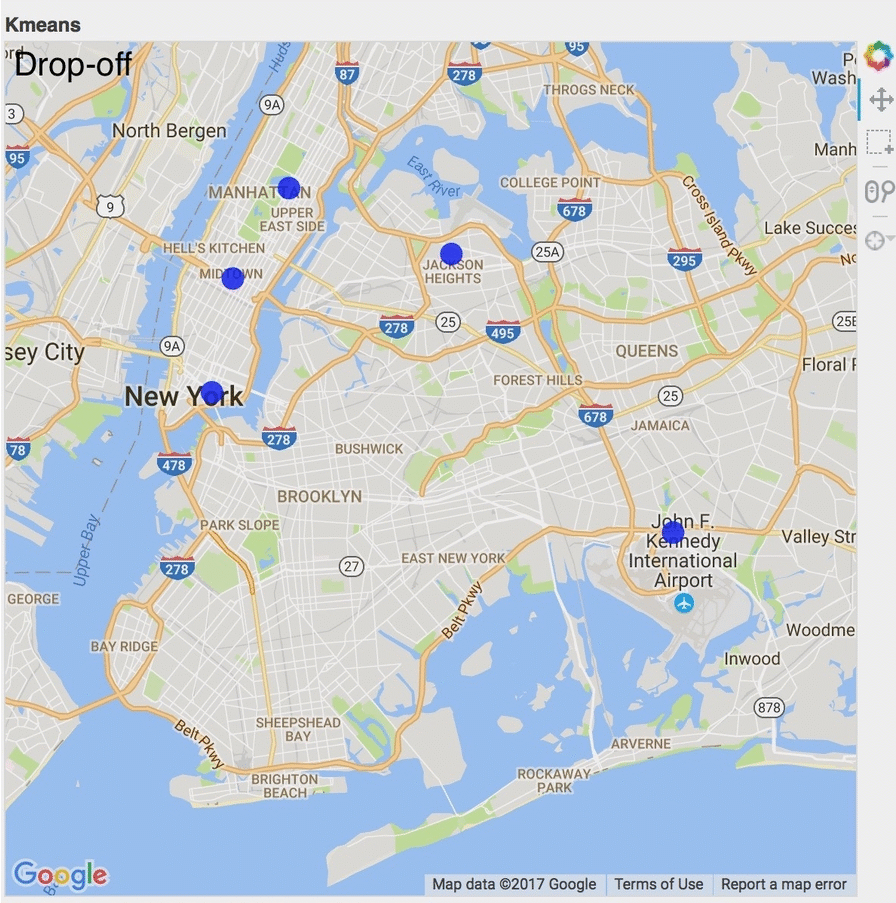 Kmeans
Drop-off
87
278
95
THROGS NECK
Wash
9A
3
North Bergen
95
Manh
East River
MANHATTAN
COLLEGE POINT
9
UPPER
EAST SIDE
678
Cross Island Pkwy
Lake Succes
HELL'S KITCHEN
25A
295
MIDTOWN
JACKSON
HEIGHTS
278
25
495
25B
9A
sey City
QUEENS
Floral P
FOREST HILLS
New York
25
678
JAMAICA
278
78
BUSHWICK
478
BROOKLYN
Upper Bay
PARK SLOPE
John F.
Kennedy
International
Airport
Valley Str
278
27
EAST NEW YORK
GEORGE
Belt Pkwy
BAY RIDGE
Woodme
Inwood
878
Belt Pkwy
SHEEPSHEAD
BAY
ARVERNE
BRIGHTON
BEACH
ROCKAWAY
PARK
Google
Map data ©2017 Google
Terms of Use
Report a map error